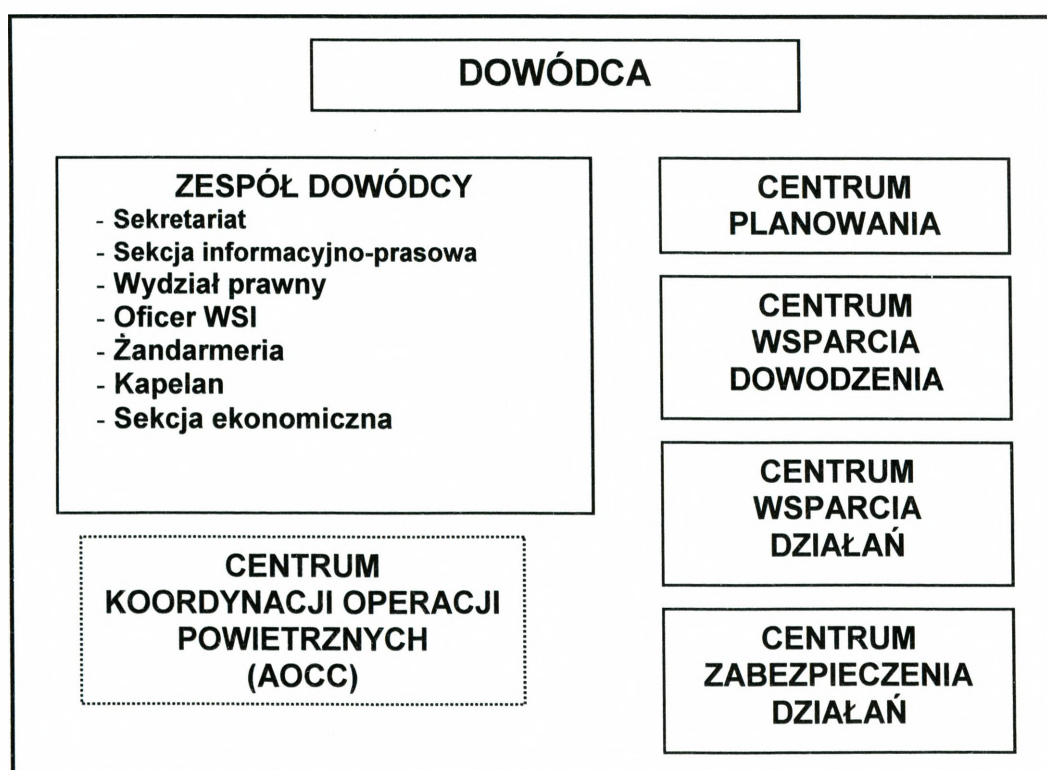 DOWÓDCA
ZESPÓŁ DOWÓDCY
- Sekretariat
- Sekcja informacyjno-prasowa
- Wydział prawny
- Oficer WSI
- Żandarmeria
- Kapelan
- Sekcja ekonomiczna
CENTRUM
KOORDYNACJI OPERACJI
POWIETRZNYCH
(AOCC)
CENTRUM
PLANOWANIA
CENTRUM
WSPARCIA
DOWODZENIA
CENTRUM
WSPARCIA
DZIAŁAŃ
CENTRUM
ZABEZPIECZENIA
DZIAŁAŃ